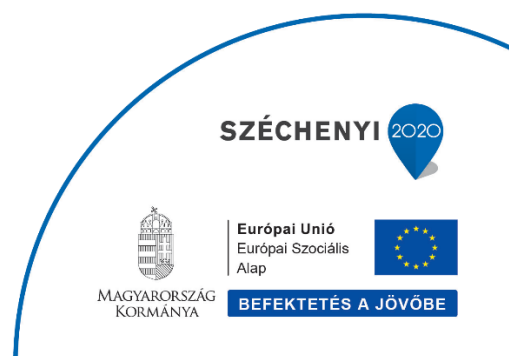 SZÉCHENYI 2020
Európai Unió
Európai Szociális
Alap
MAGYARORSZÁG
KORMÁNYA
BEFEKTETÉS A JÖVŐBE